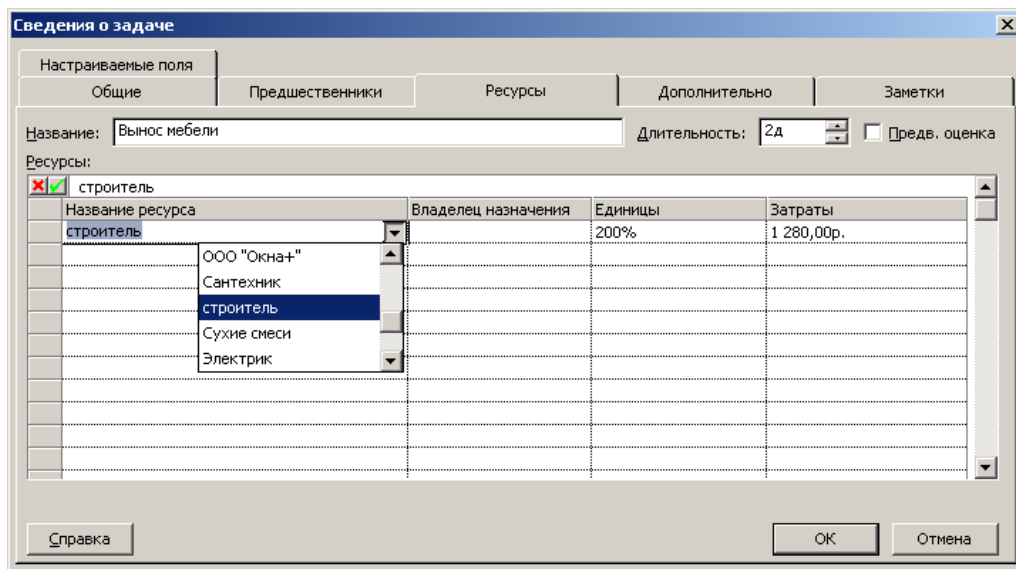 Сведения о задаче
Настраиваемые поля
Общие Предшественники Ресурсы Дополнительно Заметки
Название: Вынос мебели Длительность: 2д Предв. оценка
Ресурсы:
строитель
Название ресурса Владелец назначения Единицы Затраты
строитель 200% 1 280,00р.
ООО "Окна+"
Сантехник
строитель
Сухие смеси
Электрик
Справка ОК Отмена